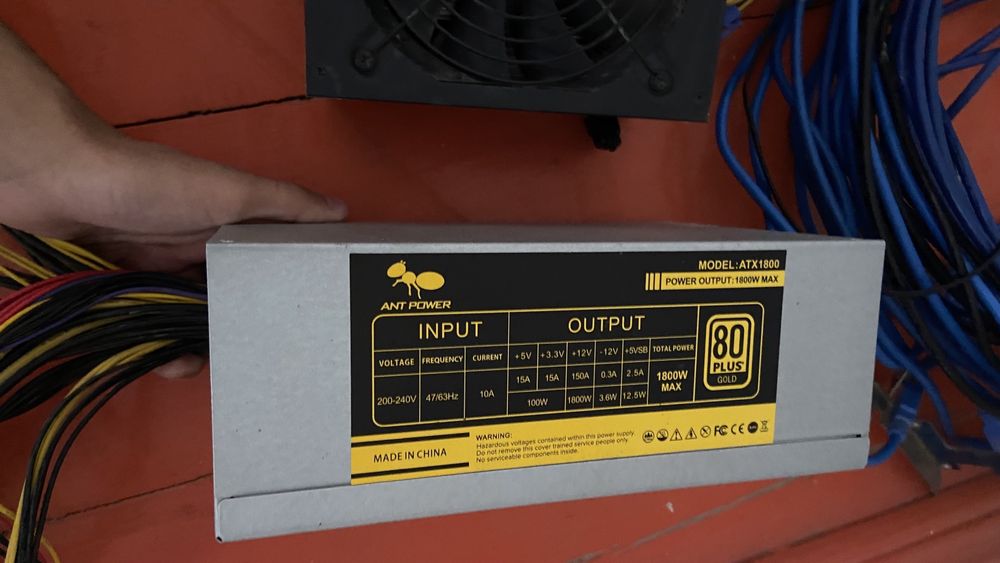 ANT POWER
MODEL:ATX1800
POWER OUTPUT:1800W MAX
INPUT
OUTPUT
VOLTAGE FREQUENCY CURRENT +5V +3.3V +12V -12V +5VSB TOTAL POWER
200-240V 47/63Hz 10A 15A 15A 150A 0.3A 2.5A 1800W MAX
100W 1800W 3.6W 12.5W
80
PLUS
GOLD
MADE IN CHINA
WARNING:
Hazardous voltages contained within this power supply.
Do not remove this cover trained service people only.
No serviceable components inside.
FC CE